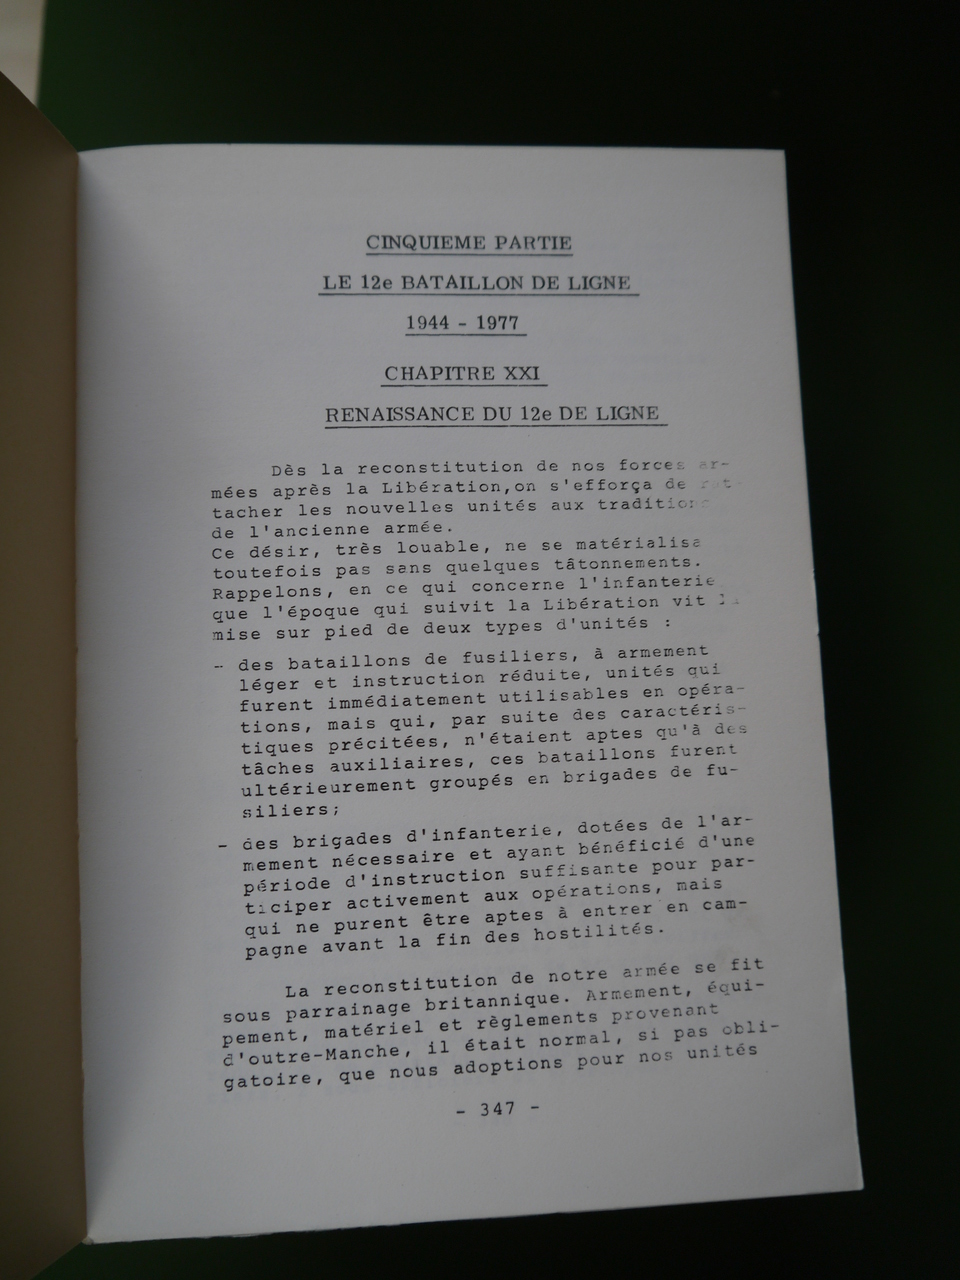 CINQUIEME PARTIE
LE 12e BATAILLON DE LIGNE
1944 - 1977
CHAPITRE XXI
RENAISSANCE DU 12e DE LIGNE
Dès la reconstitution de nos forces ar-
mées après la Libération,on s'efforça de rat-
tacher les nouvelles unités aux traditions
de l'ancienne armée.
Ce désir, très louable, ne se matérialisa
toutefois pas sans quelques tâtonnements.
Rappelons, en ce qui concerne l'infanterie
que l'époque qui suivit la Libération vit la
mise sur pied de deux types d'unités :
- des bataillons de fusiliers, à armement
léger et instruction réduite, unités qui
furent immédiatement utilisables en opéra-
tions, mais qui, par suite des caractéris-
tiques précitées, n'étaient aptes qu'à des
tâches auxiliaires, ces bataillons furent
ultérieurement groupés en brigades de fu-
siliers;
- des brigades d'infanterie, dotées de l'ar-
mement nécessaire et ayant bénéficié d'une
période d'instruction suffisante pour par-
ticiper activement aux opérations, mais
qui ne purent être aptes à entrer en cam-
pagne avant la fin des hostilités.
La reconstitution de notre armée se fit
sous parrainage britannique. Armement, équi-
pement, matériel et règlements provenant
d'outre-Manche, il était normal, si pas obli-
gatoire, que nous adoptions pour nos unités
- 347 -